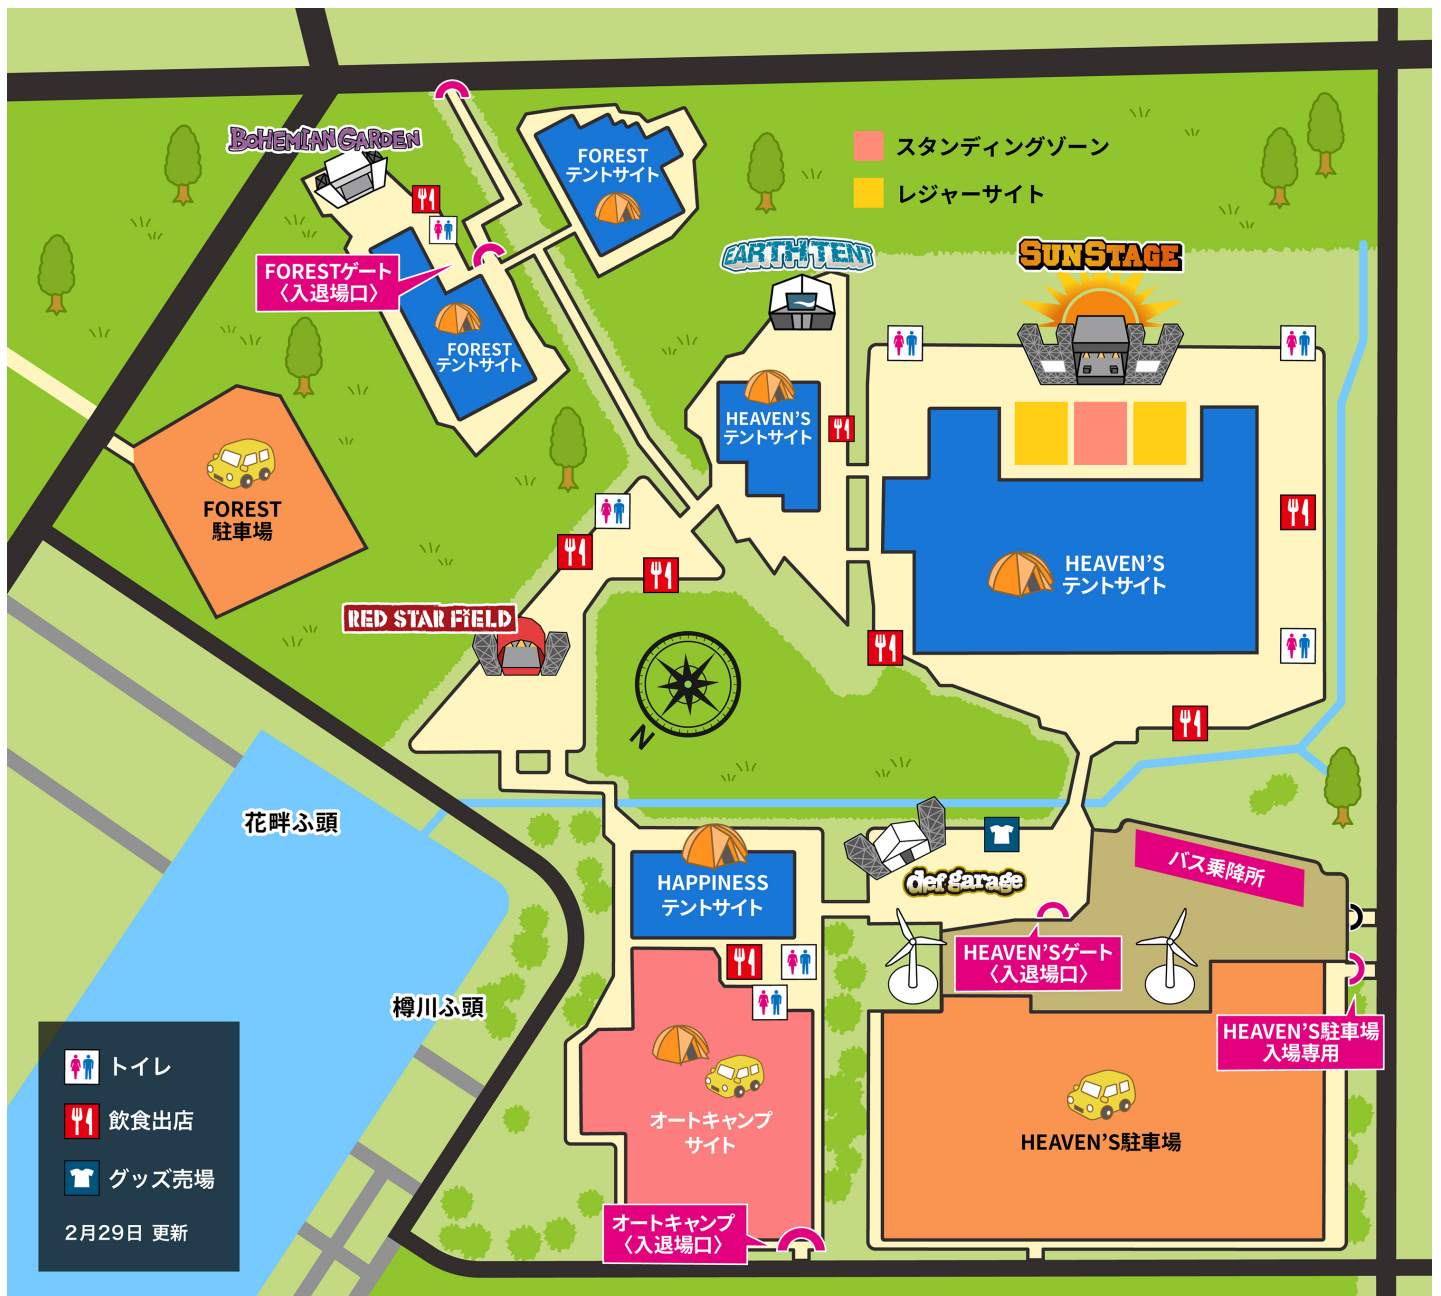 BOHEMIAN GARDEN
FOREST
テントサイト
スタンディングゾーン
レジャーサイト
FORESTゲート
〈入退場口〉
EARTH TENT
SUN STAGE
FOREST
テントサイト
HEAVEN'S
テントサイト
FOREST
駐車場
HEAVEN'S
テントサイト
RED STAR FIELD
N
花畔ふ頭
HAPPINESS
テントサイト
def garage
バス乗降所
HEAVEN'Sゲート
〈入退場口〉
樽川ふ頭
HEAVEN'S駐車場
入場専用
トイレ
飲食出店
グッズ売場
2月29日 更新
オートキャンプ
サイト
HEAVEN'S駐車場
オートキャンプ
〈入退場口〉